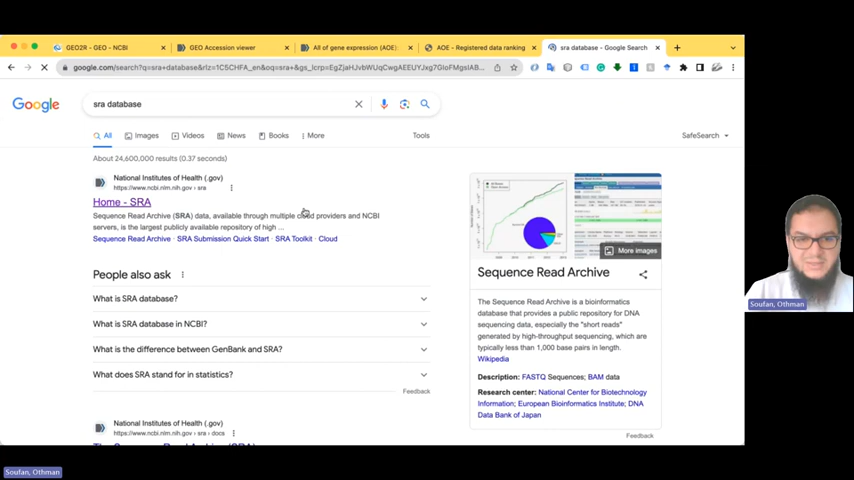 GEO2R - GEO - NCBI
GEO Accession viewer
All of gene expression (AOE):
AOE - Registered data ranking
sra database - Google Search
google.com/search?q=sra+database&rlz=1C5CHFA_en&oq=sra+&gs_lcrp=EgZjaHJvbWUqCwgAEEUYJxg7GIoFMgsIABB...
Google
sra database
All
Images
Videos
News
Books
More
Tools
SafeSearch
About 24,600,000 results (0.37 seconds)
National Institutes of Health (.gov)
https://www.ncbi.nlm.nih.gov › sra
Home - SRA
Sequence Read Archive (SRA) data, available through multiple cloud providers and NCBI
servers, is the largest publicly available repository of high ...
Sequence Read Archive · SRA Submission Quick Start · SRA Toolkit · Cloud
People also ask
What is SRA database?
What is SRA database in NCBI?
What is the difference between GenBank and SRA?
What does SRA stand for in statistics?
Feedback
National Institutes of Health (.gov)
https://www.ncbi.nlm.nih.gov › sra › docs
More images
Sequence Read Archive
The Sequence Read Archive is a bioinformatics
database that provides a public repository for DNA
sequencing data, especially the "short reads"
generated by high-throughput sequencing, which are
typically less than 1,000 base pairs in length.
Wikipedia
Description: FASTQ Sequences; BAM data
Research center: National Center for Biotechnology
Information; European Bioinformatics Institute; DNA
Data Bank of Japan
Feedback
Soufan, Othman
Soufan, Othman